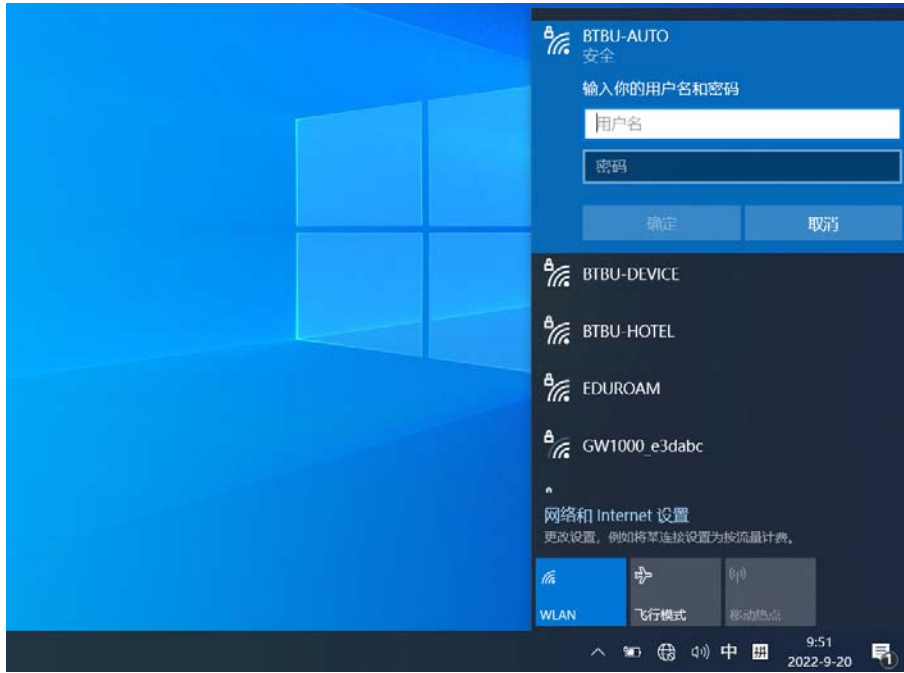 BTBU-AUTO
安全
输入你的用户名和密码
用户名
密码
确定
取消
BTBU-DEVICE
BTBU-HOTEL
EDUROAM
GW1000_e3dabc
网络和 Internet 设置
更改设置，例如将某连接设置为按流量计费。
WLAN
飞行模式
移动热点
中
拼
9:51
2022-9-20
1